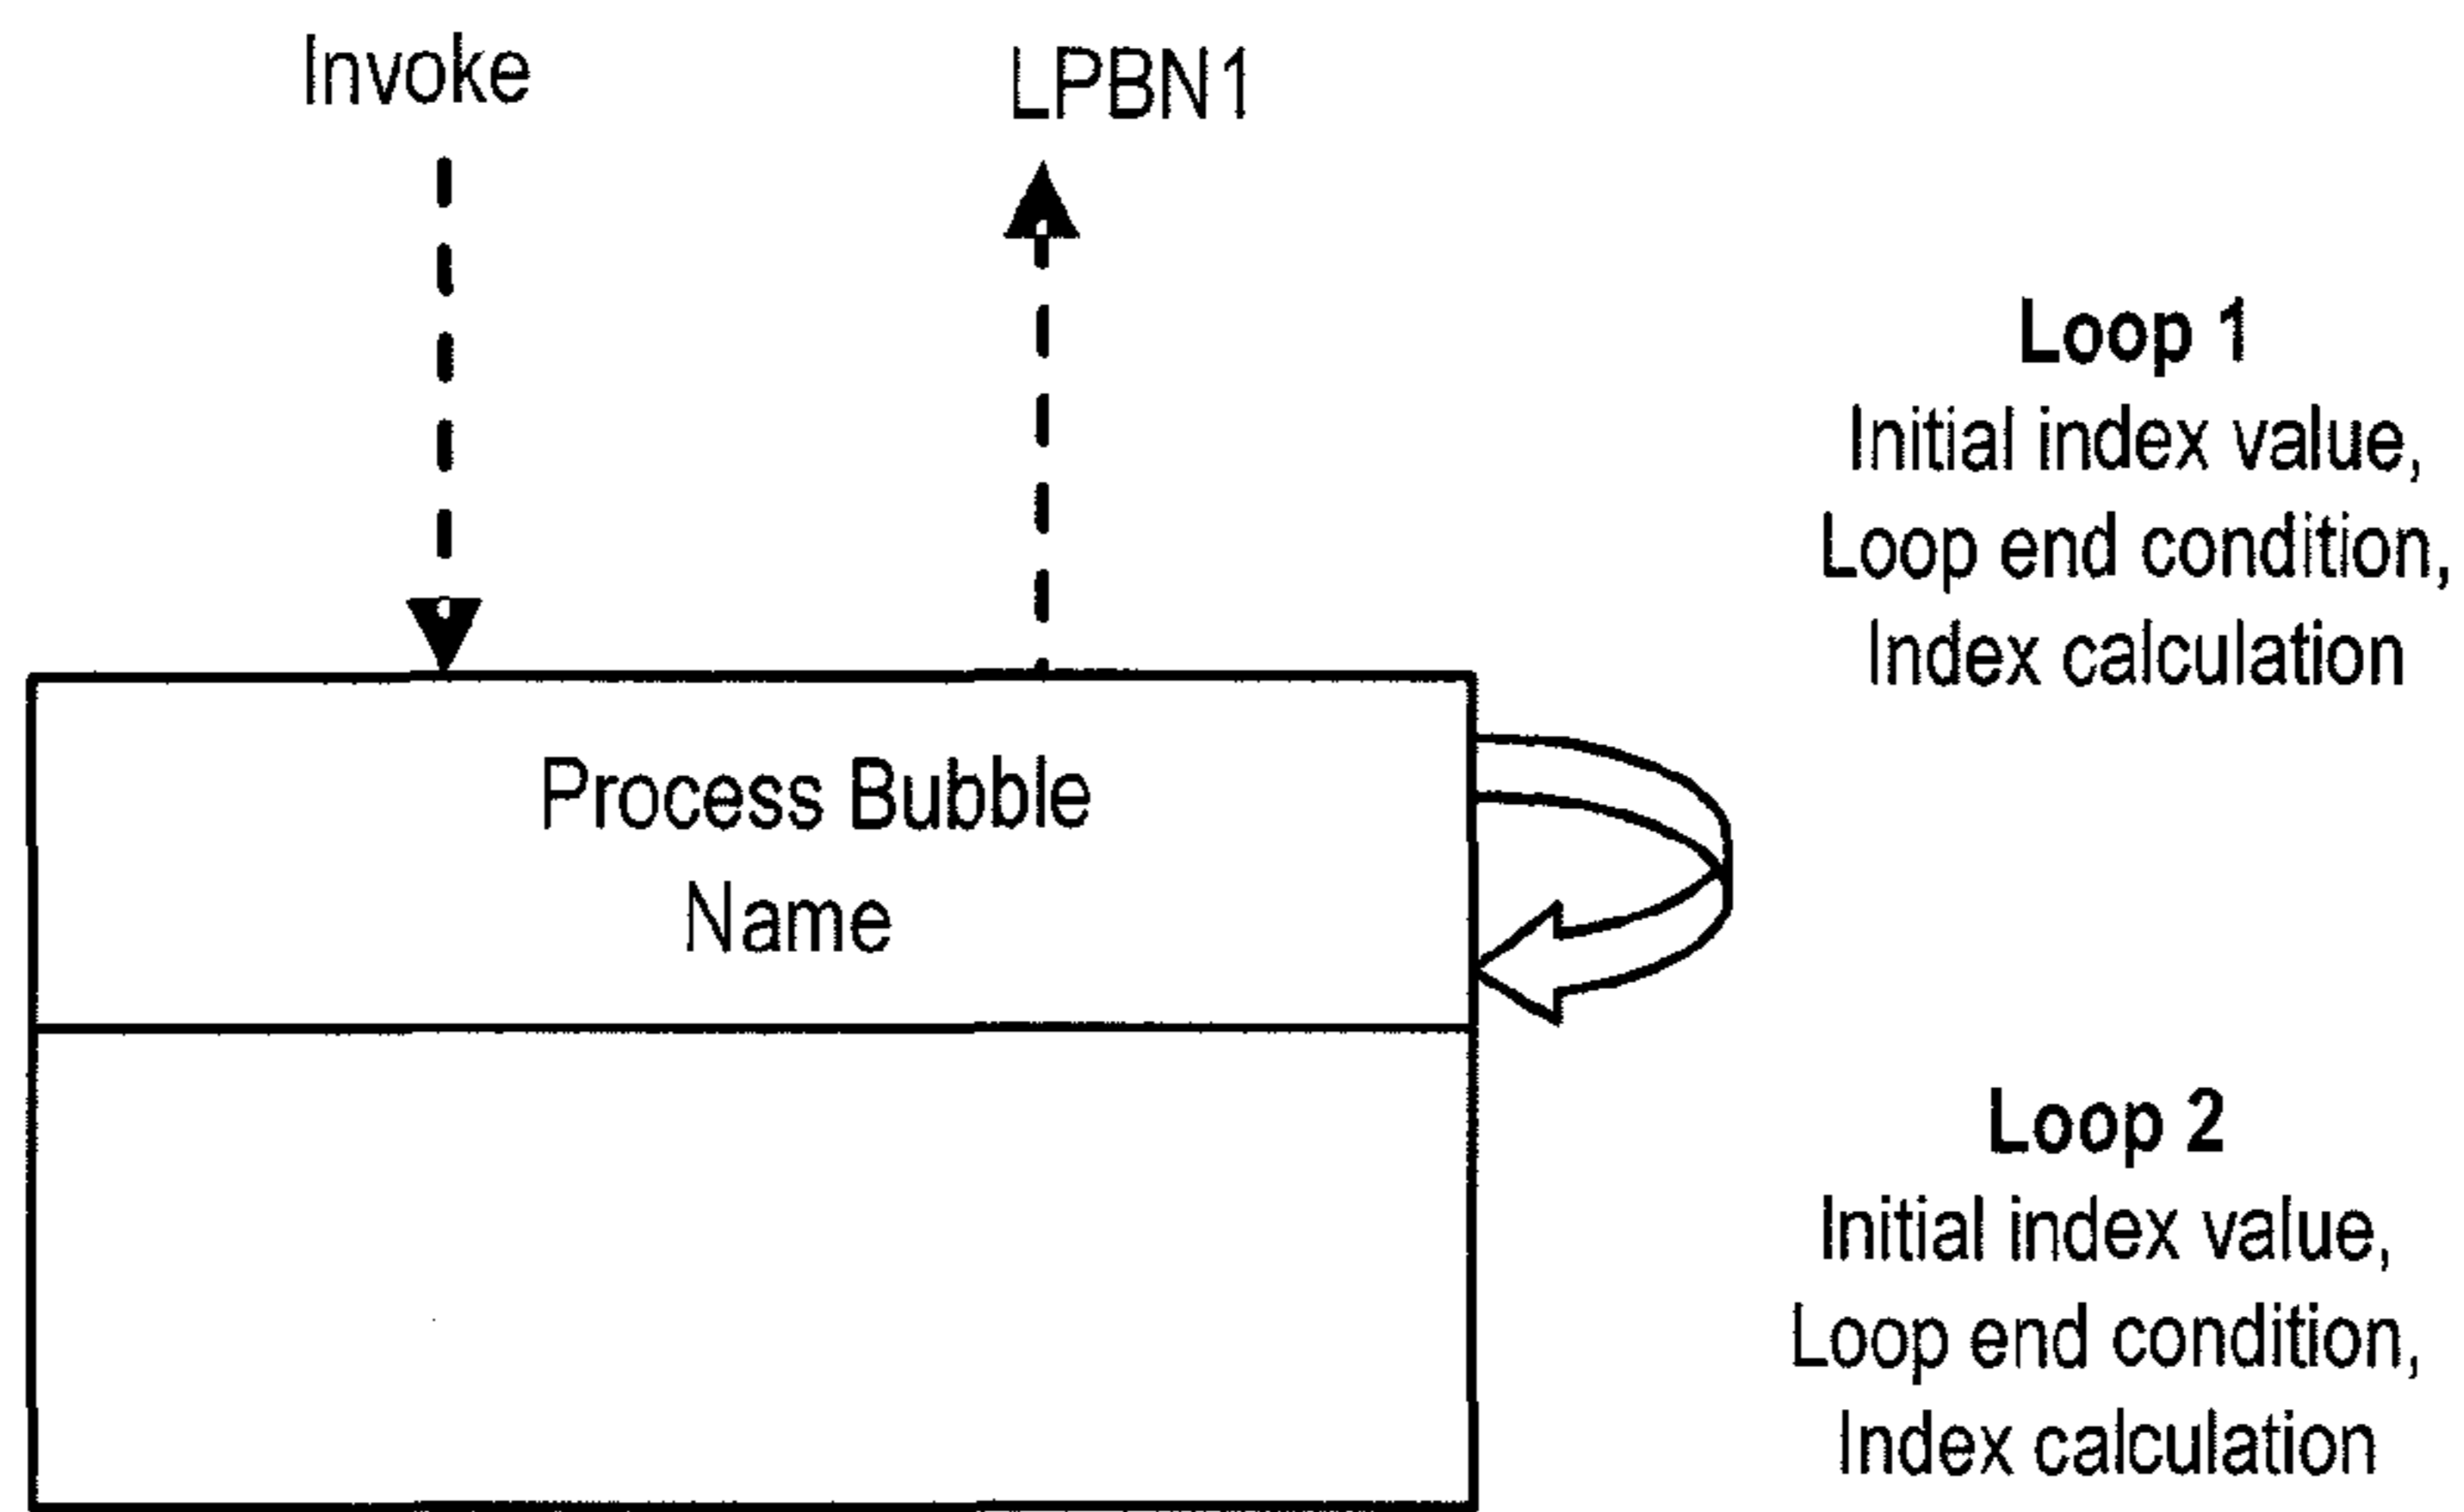 Invoke
LPBN1
Loop 1
Initial index value,
Loop end condition,
Index calculation
Process Bubble
Name
Loop 2
Initial index value,
Loop end condition,
Index calculation